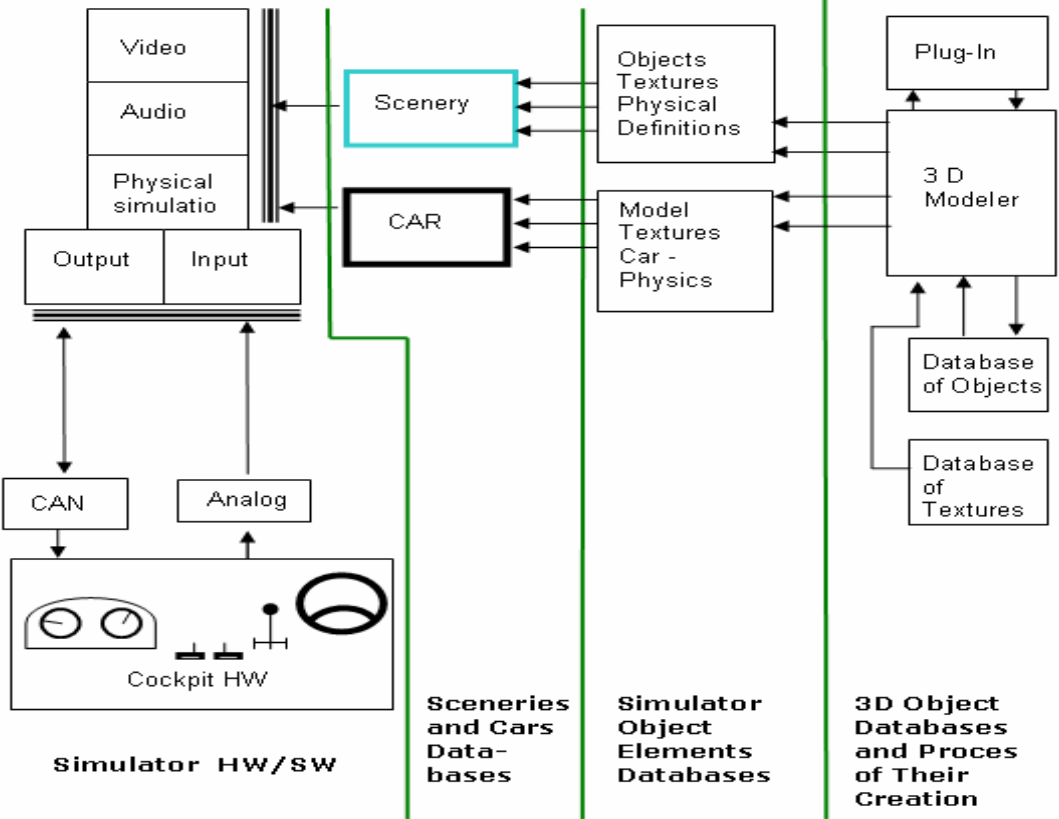 Video
Audio
Physical
simulatio
Output
Input
CAN
Analog
Cockpit HW
Simulator HW/SW
Scenery
CAR
Sceneries
and Cars
Data-
bases
Objects
Textures
Physical
Definitions
Model
Textures
Car -
Physics
Simulator
Object
Elements
Databases
Plug-In
3 D
Modeler
Database
of Objects
Database
of
Textures
3D Object
Databases
and Proces
of Their
Creation